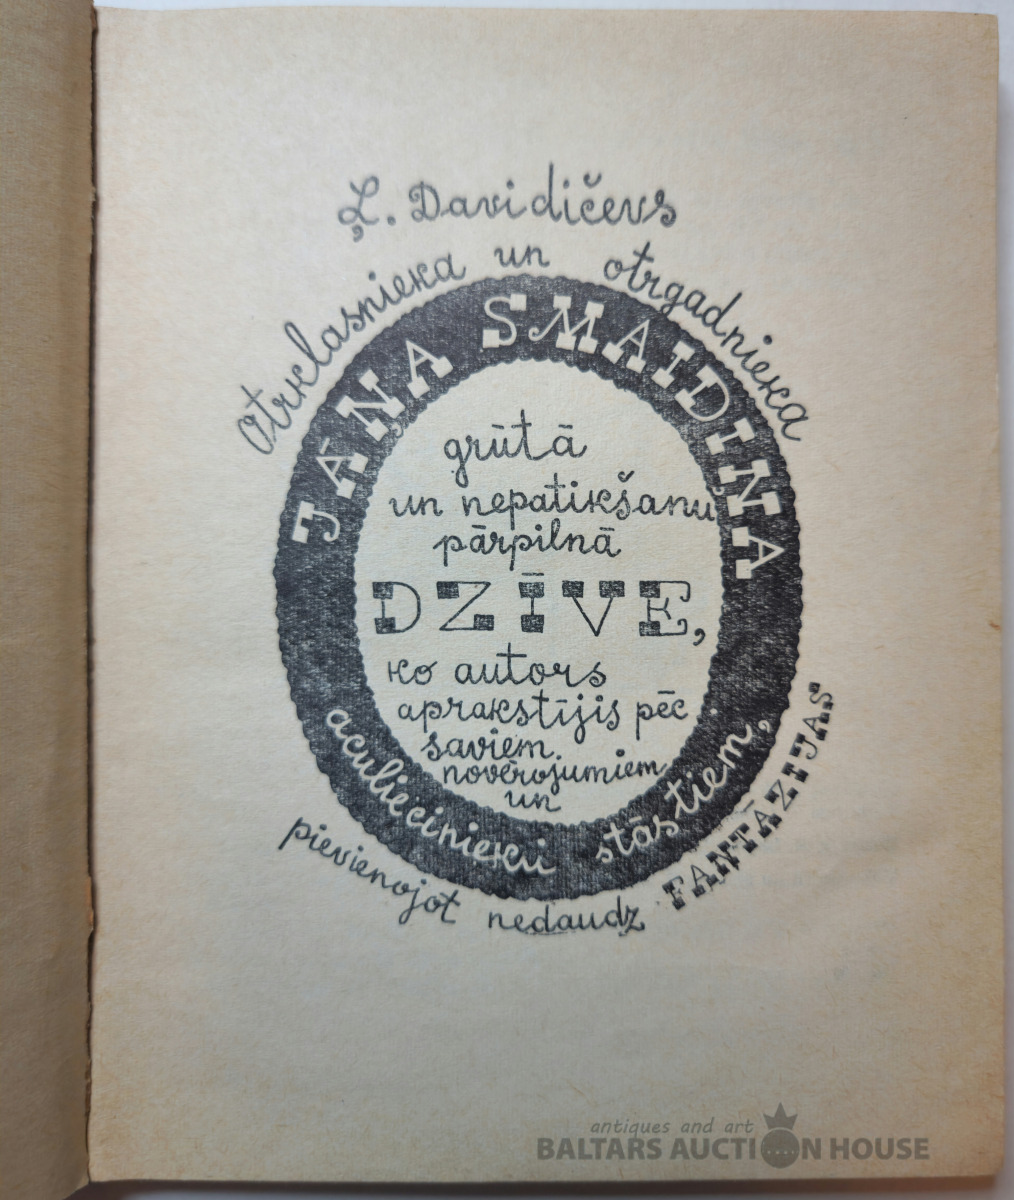 Ļ. Davidičevs
otrklasnieka un otrgadnieka
JĀŅA SMAIDIŅA
grūtā
un nepatikšanu
pārpilnā
DZĪVE,
ko autors
aprakstījis pēc
saviem
novērojumiem
un
aculiecinieku stāstiem,
pievienojot nedaudz FANTĀZIJAS
antiques and art
BALTARS AUCTION HOUSE